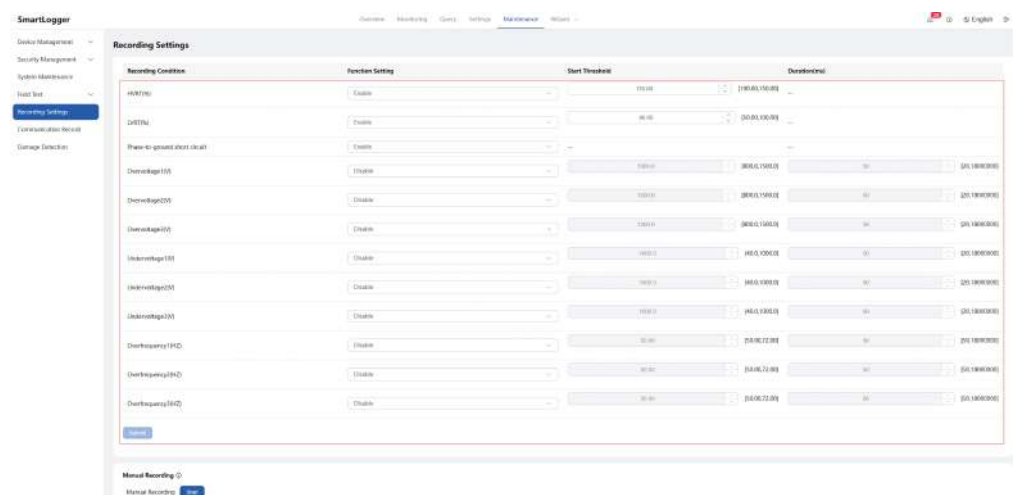 SmartLogger Overview Monitoring Query Settings Maintenance English
Device Management
Security Management
System Maintenance
Field Test
Recording Settings
Communication Record
Damage Detection
Recording Settings
Recording Condition Function Setting Start Threshold Duration(ms)
HVRT(%) Enable 110.00 [100.00,150.00] --
LVRT(%) Enable [50.00,100.00] --
Phase-to-ground short circuit Enable -- --
Overvoltage1(V) Disable [800.0,1500.0]
Overvoltage2(V) Disable [800.0,1500.0]
Overvoltage3(V) Disable [800.0,1500.0]
Undervoltage1(V) Disable [40.0,1000.0]
Undervoltage2(V) Disable [40.0,1000.0]
Undervoltage3(V) Disable [40.0,1000.0]
Overfrequency1(HZ) Disable [50.00,72.00]
Overfrequency2(HZ) Disable [50.00,72.00]
Overfrequency3(HZ) Disable [50.00,72.00]
Submit
Manual Recording
Manual Recording Start